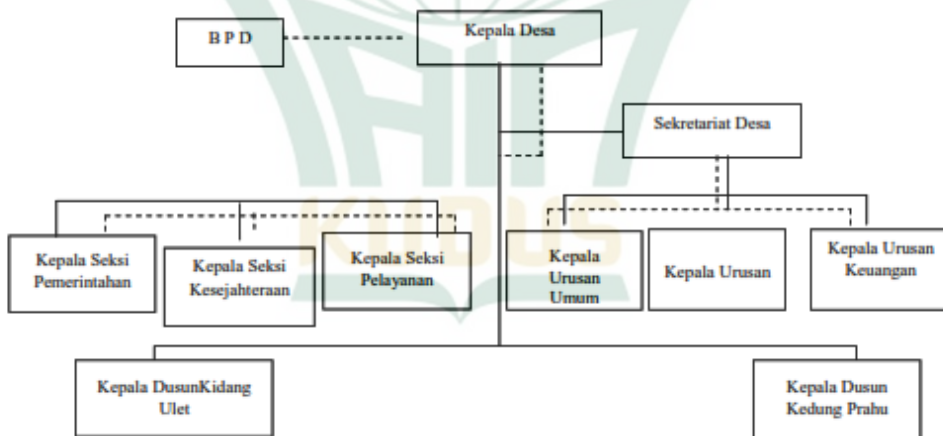 B P D
Kepala Desa
Sekretariat Desa
Kepala Seksi
Pemerintahan
Kepala Seksi
Kesejahteraan
Kepala Seksi
Pelayanan
Kepala
Urusan
Umum
Kepala Urusan
Kepala Urusan
Keuangan
KUDUS
Kepala DusunKidang
Ulet
Kepala Dusun
Kedung Prahu